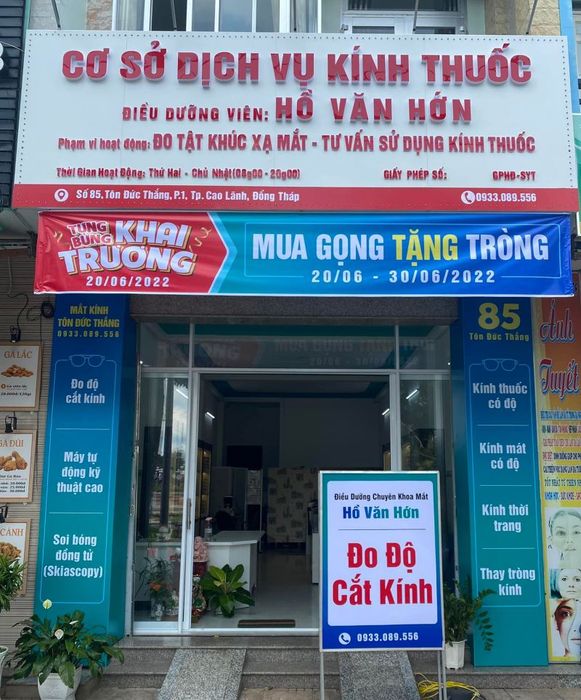 CƠ SỞ DỊCH VỤ KÍNH THUỐC
ĐIỀU DƯỠNG VIÊN: HỒ VĂN HỚN
Phạm vi hoạt động: ĐO TẬT KHÚC XẠ MẮT - TƯ VẤN SỬ DỤNG KÍNH THUỐC
Thời Gian Hoạt Động: Thứ Hai - Chủ Nhật (08g00 - 20g00) GIẤY PHÉP SỐ: GPHĐ-SYT
Số 85, Tôn Đức Thắng, P.1, Tp. Cao Lãnh, Đồng Tháp 0933.089.556
TƯNG BỪNG KHAI TRƯƠNG
20/06/2022
MUA GỌNG TẶNG TRÒNG
20/06 - 30/06/2022
MẮT KÍNH
TÔN ĐỨC THẮNG
0933.089.556
Đo độ
cắt kính
Máy tự
động kỹ
thuật cao
Soi bóng
đồng tử
(Skiascopy)
85
Tôn Đức Thắng
Kính thuốc
có độ
Kính mát
có độ
Kính thời
trang
Thay tròng
kính
Điều Dưỡng Chuyên Khoa Mắt
Hồ Văn Hớn
Đo Độ
Cắt Kính
0933.089.556
GÀ LẮC
Ánh
Tuyết